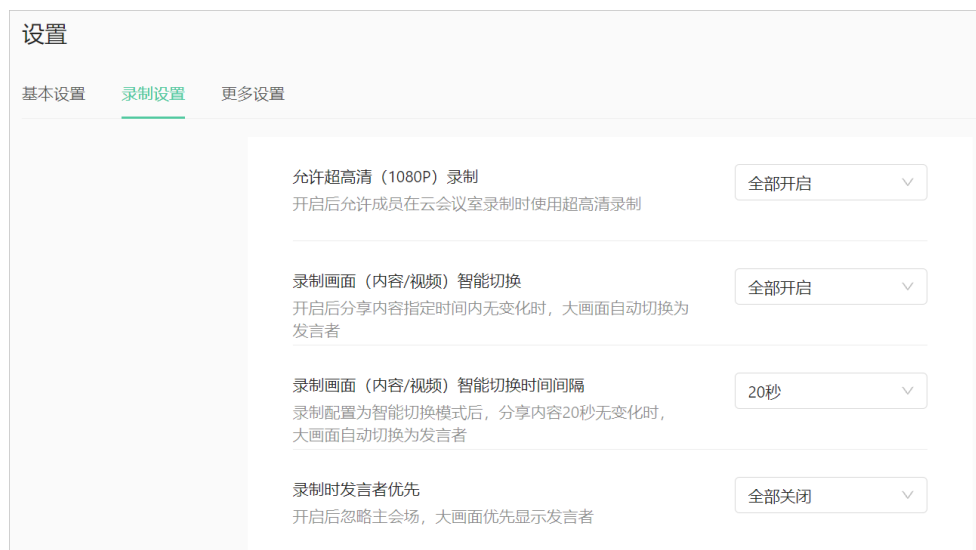 设置
基本设置 录制设置 更多设置
允许超高清（1080P）录制
全部开启
开启后允许成员在云会议室录制时使用超高清录制
录制画面（内容/视频）智能切换
全部开启
开启后分享内容指定时间内无变化时，大画面自动切换为
发言者
录制画面（内容/视频）智能切换时间间隔
20秒
录制配置为智能切换模式后，分享内容20秒无变化时，
大画面自动切换为发言者
录制时发言者优先
全部关闭
开启后忽略主会场，大画面优先显示发言者